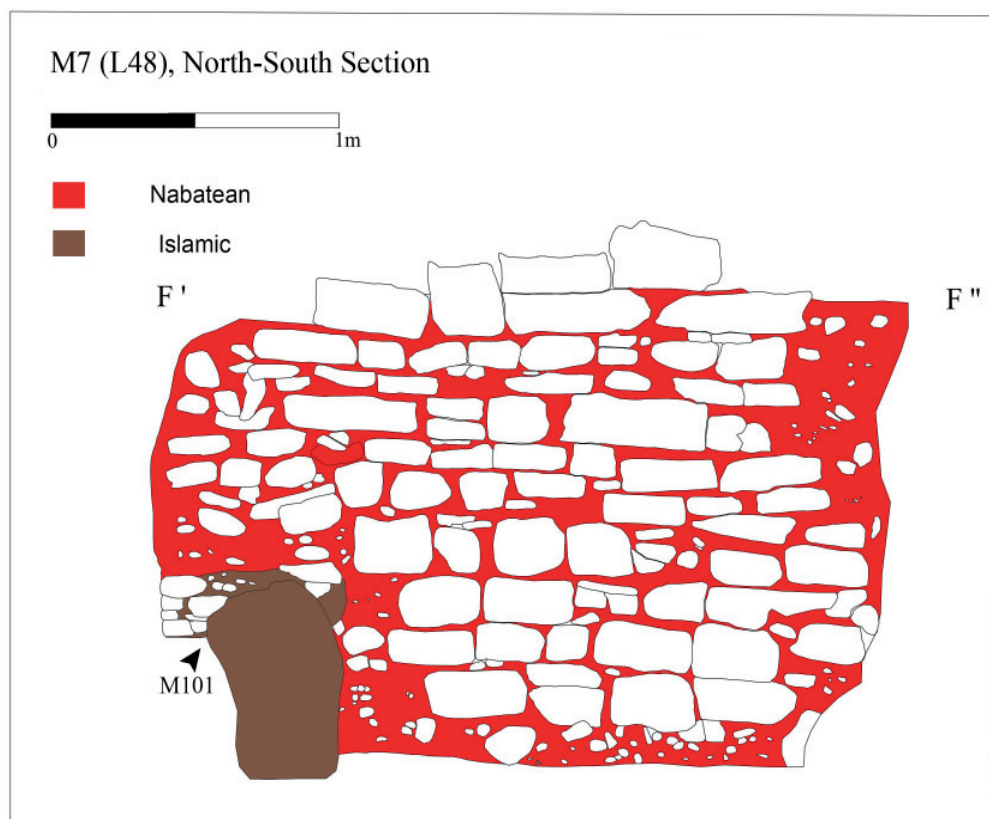 M7 (L48), North-South Section
0 1m
Nabatean
Islamic
F ' F "
M101